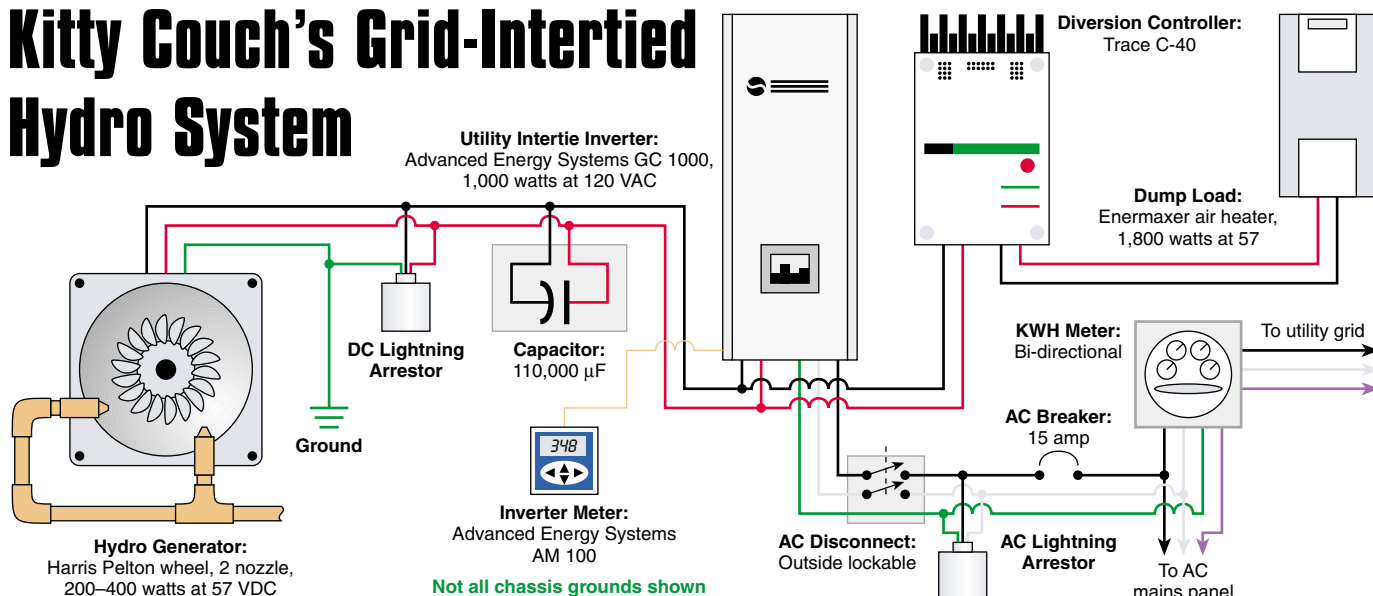 Kitty Couch's Grid-Intertied
Hydro System
Utility Intertie Inverter:
Advanced Energy Systems GC 1000,
1,000 watts at 120 VAC
Diversion Controller:
Trace C-40
Dump Load:
Enermaxer air heater,
1,800 watts at 57
DC Lightning
Arrestor
Capacitor:
110,000 µF
KWH Meter:
Bi-directional
To utility grid
Ground
348
AC Breaker:
15 amp
Inverter Meter:
Advanced Energy Systems
AM 100
Hydro Generator:
Harris Pelton wheel, 2 nozzle,
200–400 watts at 57 VDC
AC Disconnect:
Outside lockable
AC Lightning
Arrestor
To AC
mains panel
Not all chassis grounds shown